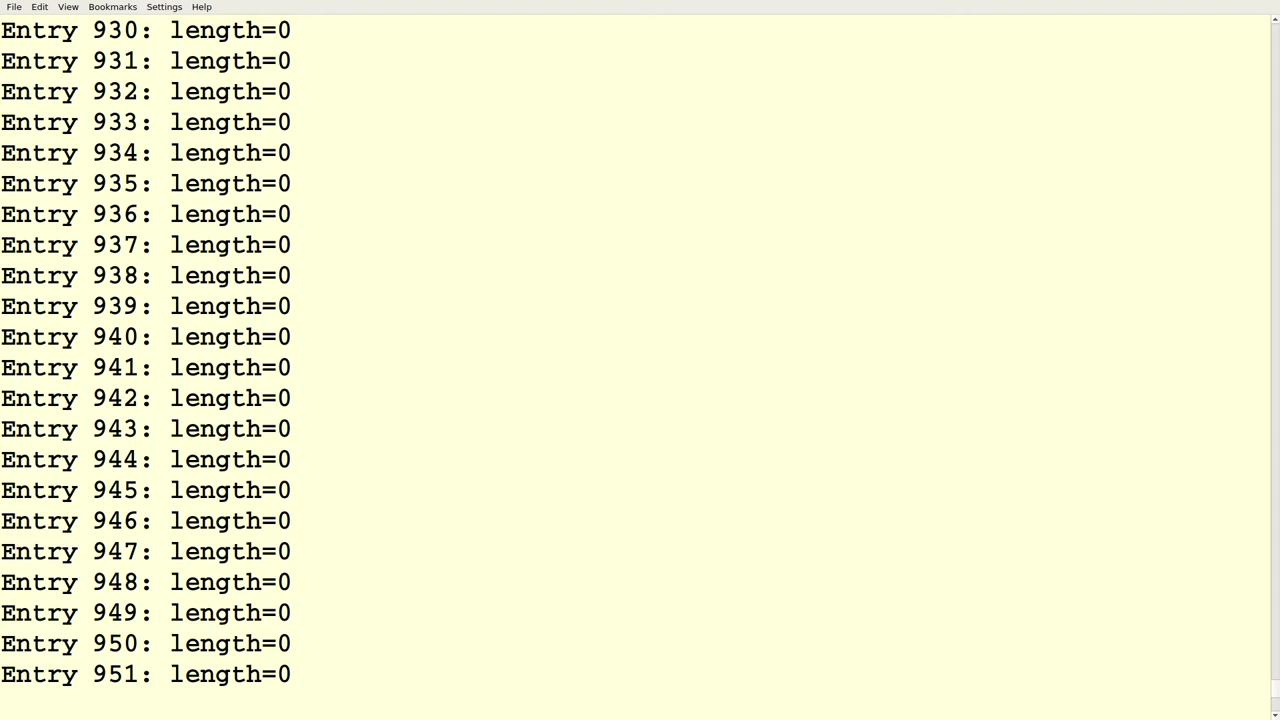 File Edit View Bookmarks Settings Help
Entry 930: length=0
Entry 931: length=0
Entry 932: length=0
Entry 933: length=0
Entry 934: length=0
Entry 935: length=0
Entry 936: length=0
Entry 937: length=0
Entry 938: length=0
Entry 939: length=0
Entry 940: length=0
Entry 941: length=0
Entry 942: length=0
Entry 943: length=0
Entry 944: length=0
Entry 945: length=0
Entry 946: length=0
Entry 947: length=0
Entry 948: length=0
Entry 949: length=0
Entry 950: length=0
Entry 951: length=0